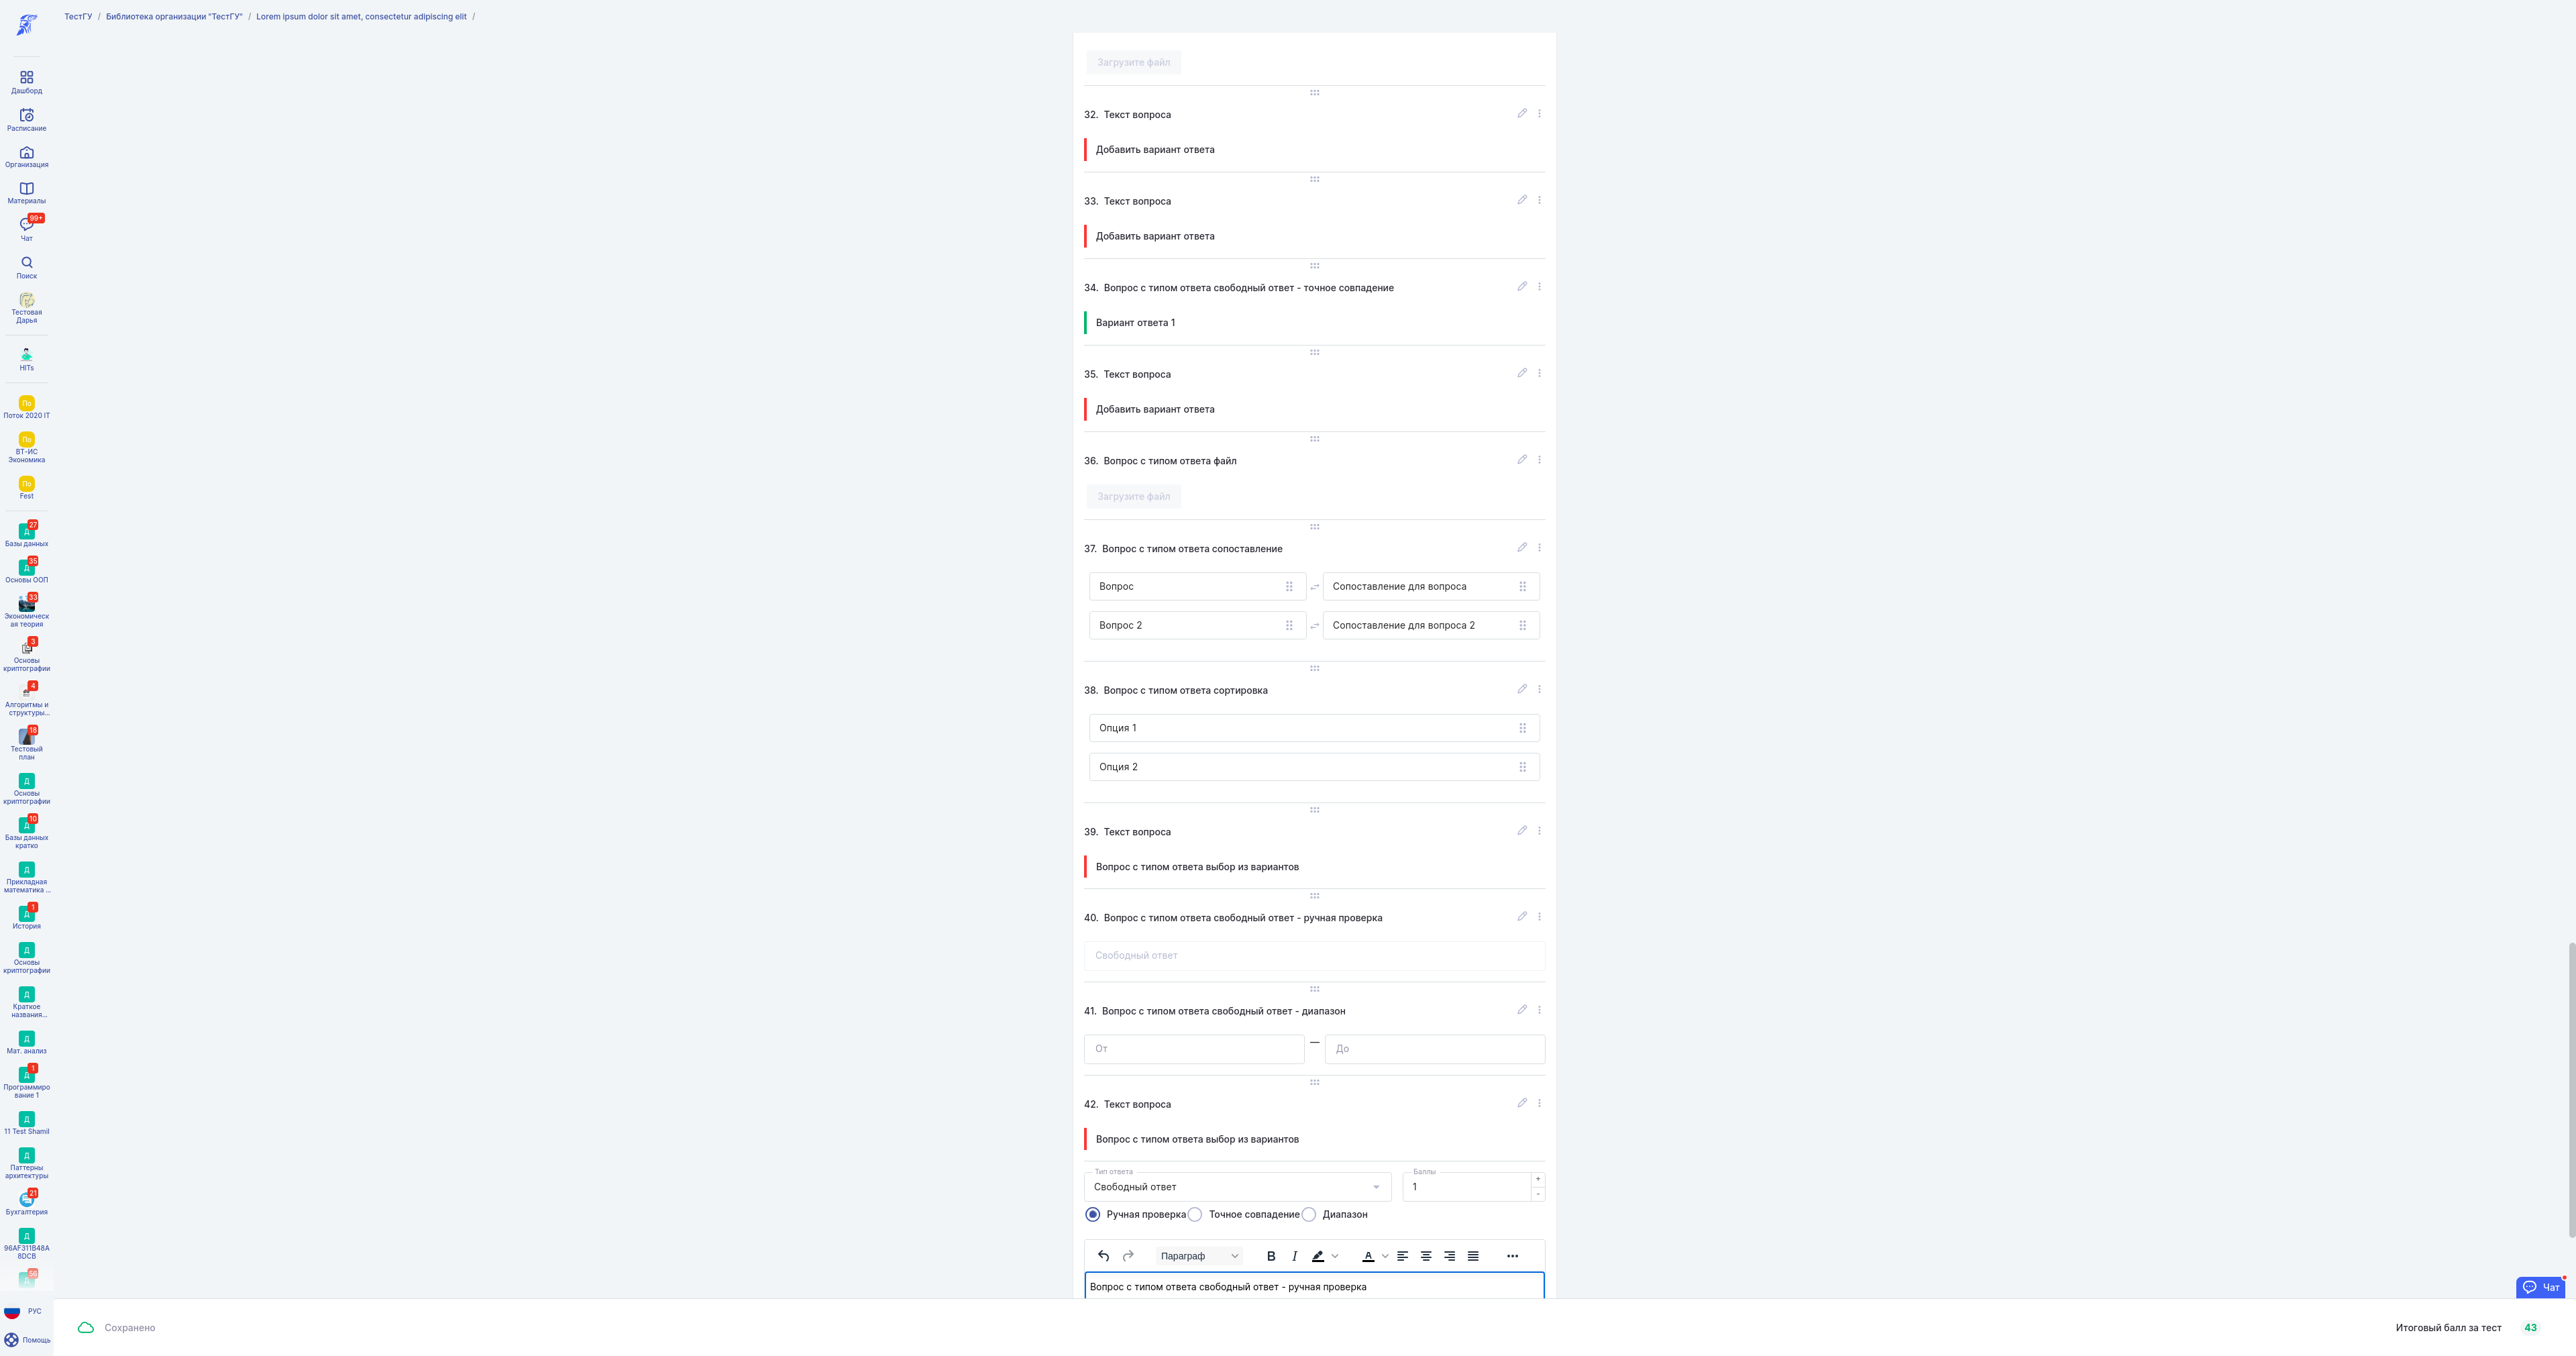 ТестГУ / Библиотека организации "ТестГУ" / Lorem ipsum dolor sit amet, consectetur adipiscing elit /
Дашборд
Расписание
Организация
Материалы
99+
Чат
Поиск
Тестовая
Дарья
HITs
По
Поток 2020 IT
По
ВТ-ИС
Экономика
По
Fest
27
Д
Базы данных
35
Д
Основы ООП
33
Экономическ
ая теория
3
Основы
криптографии
4
Алгоритмы и
структуры...
18
Тестовый
план
Д
Основы
криптографии
10
Д
Базы данных
кратко
Д
Прикладная
математика ...
1
Д
История
Д
Основы
криптографии
Д
Краткое
названия...
Д
Мат. анализ
1
Д
Программиро
вание 1
Д
11 Test Shamil
Д
Паттерны
архитектуры
21
Бухгалтерия
Д
96AF311B48A
8DCB
56
Д
РУС
Помощь
Загрузите файл
32. Текст вопроса
Добавить вариант ответа
33. Текст вопроса
Добавить вариант ответа
34. Вопрос с типом ответа свободный ответ - точное совпадение
Вариант ответа 1
35. Текст вопроса
Добавить вариант ответа
36. Вопрос с типом ответа файл
Загрузите файл
37. Вопрос с типом ответа сопоставление
Вопрос Сопоставление для вопроса
Вопрос 2 Сопоставление для вопроса 2
38. Вопрос с типом ответа сортировка
Опция 1
Опция 2
39. Текст вопроса
Вопрос с типом ответа выбор из вариантов
40. Вопрос с типом ответа свободный ответ - ручная проверка
Свободный ответ
41. Вопрос с типом ответа свободный ответ - диапазон
От — До
42. Текст вопроса
Вопрос с типом ответа выбор из вариантов
Тип ответа Баллы
Свободный ответ 1 + -
Ручная проверка Точное совпадение Диапазон
Параграф B I A
Вопрос с типом ответа свободный ответ - ручная проверка
Чат
Сохранено
Итоговый балл за тест 43